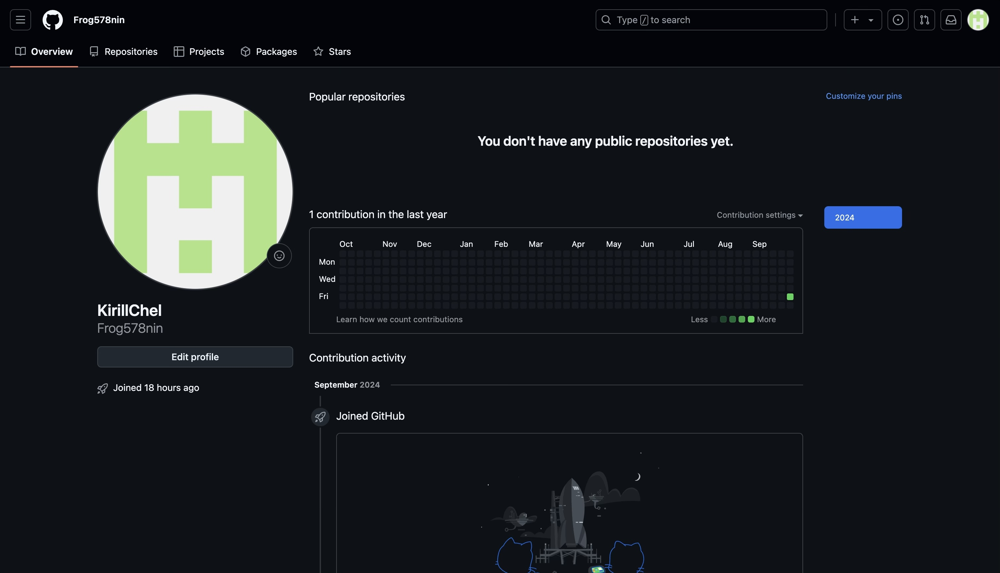 Frog578nin
Type / to search
Overview
Repositories
Projects
Packages
Stars
Popular repositories
Customize your pins
You don't have any public repositories yet.
1 contribution in the last year
Contribution settings
2024
Oct Nov Dec Jan Feb Mar Apr May Jun Jul Aug Sep
Mon
Wed
Fri
Learn how we count contributions
Less More
KirillChel
Frog578nin
Edit profile
Joined 18 hours ago
Contribution activity
September 2024
Joined GitHub